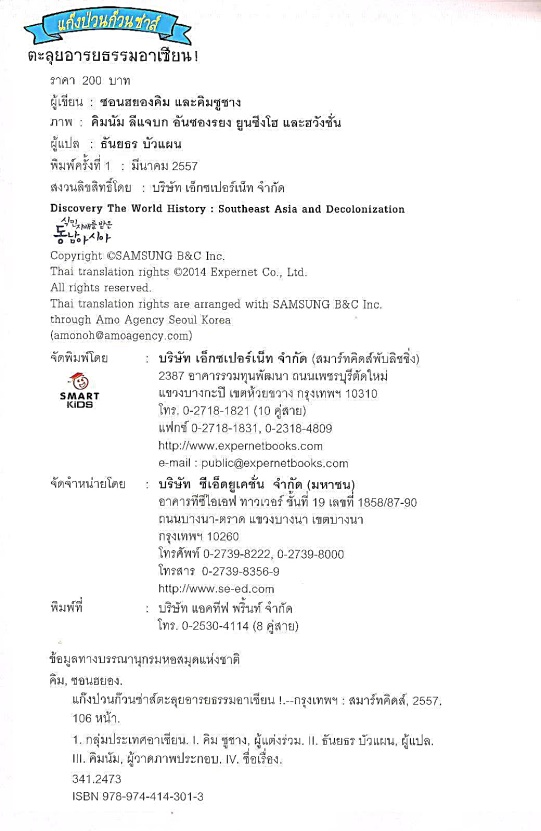 แก๊งป่วนก๊วนซ่าส์
ตะลุยอารยธรรมอาเซียน!
ราคา 200 บาท
ผู้เขียน : ซอนฮยองคิม และคิมซูชาง
ภาพ : คิมนัม ลีแจบก อันซองรยง ยูนซึงโฮ และฮวังชั่น
ผู้แปล : ธันยธร บัวแผน
พิมพ์ครั้งที่ 1 : มีนาคม 2557
สงวนลิขสิทธิ์โดย : บริษัท เอ็กซเปอร์เน็ท จำกัด
Discovery The World History : Southeast Asia and Decolonization
식민지배를 받은
동남아시아
Copyright ©SAMSUNG B&C Inc.
Thai translation rights ©2014 Expernet Co., Ltd.
All rights reserved.
Thai translation rights are arranged with SAMSUNG B&C Inc.
through Amo Agency Seoul Korea
(amonoh@amoagency.com)
จัดพิมพ์โดย : บริษัท เอ็กซเปอร์เน็ท จำกัด (สมาร์ทคิดส์พับลิชชิ่ง)
SMART KiDS
2387 อาคารรวมทุนพัฒนา ถนนเพชรบุรีตัดใหม่
แขวงบางกะปิ เขตห้วยขวาง กรุงเทพฯ 10310
โทร. 0-2718-1821 (10 คู่สาย)
แฟกซ์ 0-2718-1831, 0-2318-4809
http://www.expernetbooks.com
e-mail : public@expernetbooks.com
จัดจำหน่ายโดย : บริษัท ซีเอ็ดยูเคชั่น จำกัด (มหาชน)
อาคารทีซีไอเอฟ ทาวเวอร์ ชั้นที่ 19 เลขที่ 1858/87-90
ถนนบางนา-ตราด แขวงบางนา เขตบางนา
กรุงเทพฯ 10260
โทรศัพท์ 0-2739-8222, 0-2739-8000
โทรสาร 0-2739-8356-9
http://www.se-ed.com
พิมพ์ที่ : บริษัท แอคทีฟ พริ้นท์ จำกัด
โทร. 0-2530-4114 (8 คู่สาย)
ข้อมูลทางบรรณานุกรมหอสมุดแห่งชาติ
คิม, ซอนฮยอง.
แก๊งป่วนก๊วนซ่าส์ตะลุยอารยธรรมอาเซียน !.--กรุงเทพฯ : สมาร์ทคิดส์, 2557.
106 หน้า.
1. กลุ่มประเทศอาเซียน. I. คิม ซูชาง, ผู้แต่งร่วม. II. ธันยธร บัวแผน, ผู้แปล.
III. คิมนัม, ผู้วาดภาพประกอบ. IV. ชื่อเรื่อง.
341.2473
ISBN 978-974-414-301-3